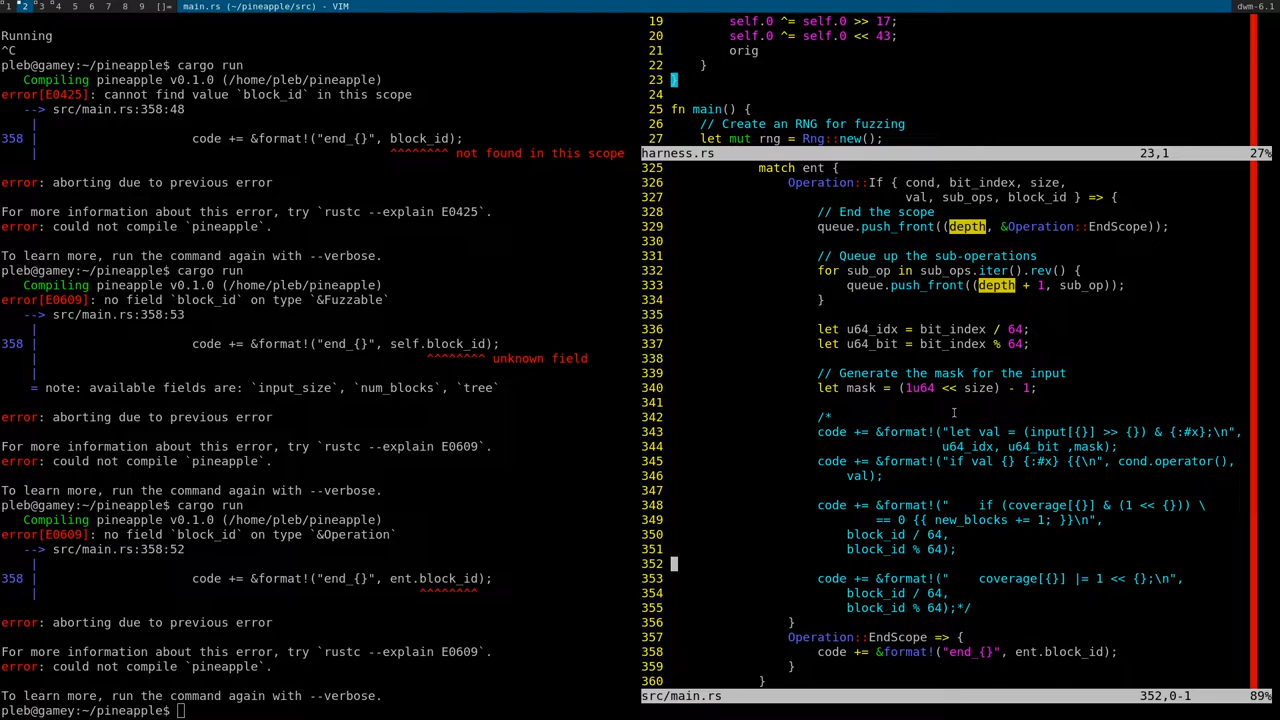 1 2 3 4 5 6 7 8 9 []= main.rs (~/pineapple/src) - VIM dwm-6.1
Running
^C
pleb@gamey:~/pineapple$ cargo run
   Compiling pineapple v0.1.0 (/home/pleb/pineapple)
error[E0425]: cannot find value `block_id` in this scope
   --> src/main.rs:358:48
    |
358 |                     code += &format!("end_{}", block_id);
    |                                                ^^^^^^^^ not found in this scope

error: aborting due to previous error

For more information about this error, try `rustc --explain E0425`.
error: could not compile `pineapple`.

To learn more, run the command again with --verbose.
pleb@gamey:~/pineapple$ cargo run
   Compiling pineapple v0.1.0 (/home/pleb/pineapple)
error[E0609]: no field `block_id` on type `&Fuzzable`
   --> src/main.rs:358:53
    |
358 |                     code += &format!("end_{}", self.block_id);
    |                                                     ^^^^^^^^ unknown field
    |
    = note: available fields are: `input_size`, `num_blocks`, `tree`

error: aborting due to previous error

For more information about this error, try `rustc --explain E0609`.
error: could not compile `pineapple`.

To learn more, run the command again with --verbose.
pleb@gamey:~/pineapple$ cargo run
   Compiling pineapple v0.1.0 (/home/pleb/pineapple)
error[E0609]: no field `block_id` on type `&Operation`
   --> src/main.rs:358:52
    |
358 |                     code += &format!("end_{}", ent.block_id);
    |                                                    ^^^^^^^^

error: aborting due to previous error

For more information about this error, try `rustc --explain E0609`.
error: could not compile `pineapple`.

To learn more, run the command again with --verbose.
pleb@gamey:~/pineapple$
19         self.0 ^= self.0 >> 17;
20         self.0 ^= self.0 << 43;
21         orig
22     }
23 }
24
25 fn main() {
26     // Create an RNG for fuzzing
27     let mut rng = Rng::new();
harness.rs 23,1 27%
325             match ent {
326                 Operation::If { cond, bit_index, size,
327                                 val, sub_ops, block_id } => {
328                     // End the scope
329                     queue.push_front((depth, &Operation::EndScope));
330
331                     // Queue up the sub-operations
332                     for sub_op in sub_ops.iter().rev() {
333                         queue.push_front((depth + 1, sub_op));
334                     }
335
336                     let u64_idx = bit_index / 64;
337                     let u64_bit = bit_index % 64;
338
339                     // Generate the mask for the input
340                     let mask = (1u64 << size) - 1;
341
342                     /*
343                     code += &format!("let val = (input[{}] >> {}) & {:#x};\n",
344                                      u64_idx, u64_bit ,mask);
345                     code += &format!("if val {} {:#x} {{\n", cond.operator(),
346                         val);
347
348                     code += &format!("    if (coverage[{}] & (1 << {})) \
349                             == 0 {{ new_blocks += 1; }}\n",
350                         block_id / 64,
351                         block_id % 64);
352
353                     code += &format!("    coverage[{}] |= 1 << {};\n",
354                         block_id / 64,
355                         block_id % 64);*/
356                 }
357                 Operation::EndScope => {
358                     code += &format!("end_{}", ent.block_id);
359                 }
360             }
src/main.rs 352,0-1 89%